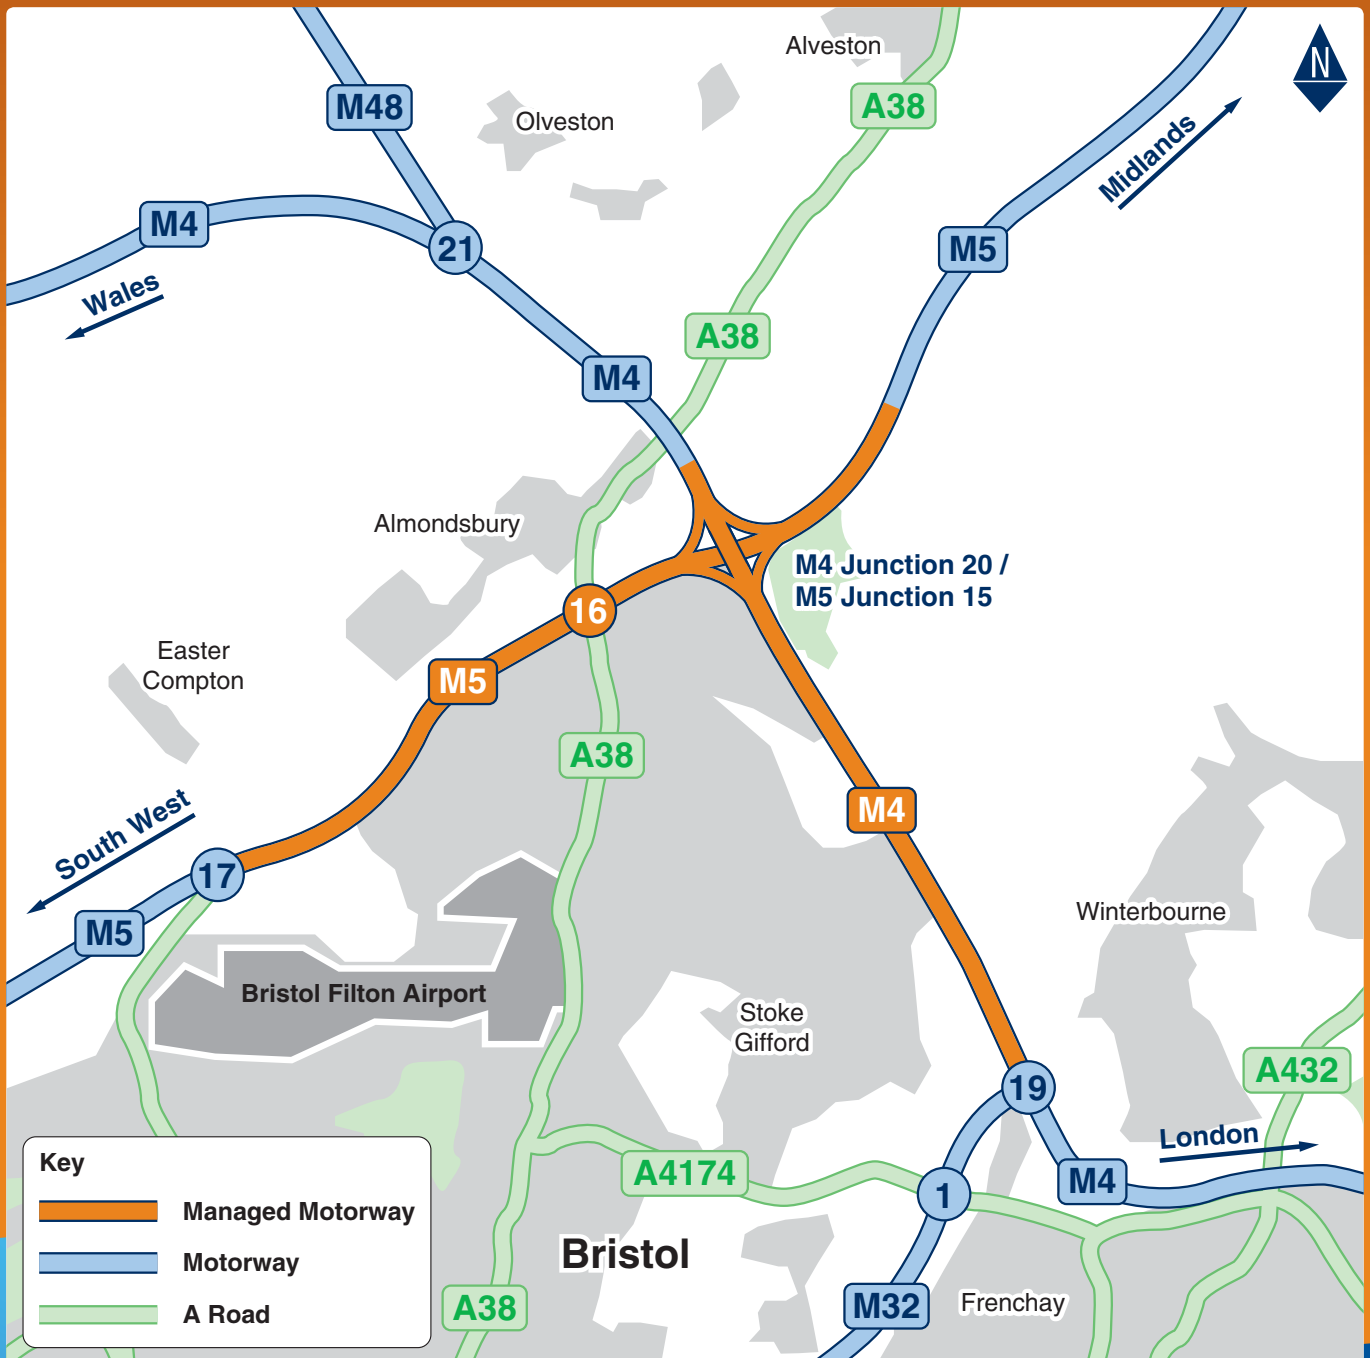 Alveston
N
M48
A38
Olveston
Midlands
M4
21
M5
Wales
A38
M4
Almondsbury
M4 Junction 20 /
M5 Junction 15
16
Easter
Compton
M5
A38
M4
South West
17
Winterbourne
M5
Bristol Filton Airport
Stoke
Gifford
A432
19
London
A4174
M4
1
Bristol
A38
M32
Frenchay
Key
Managed Motorway
Motorway
A Road